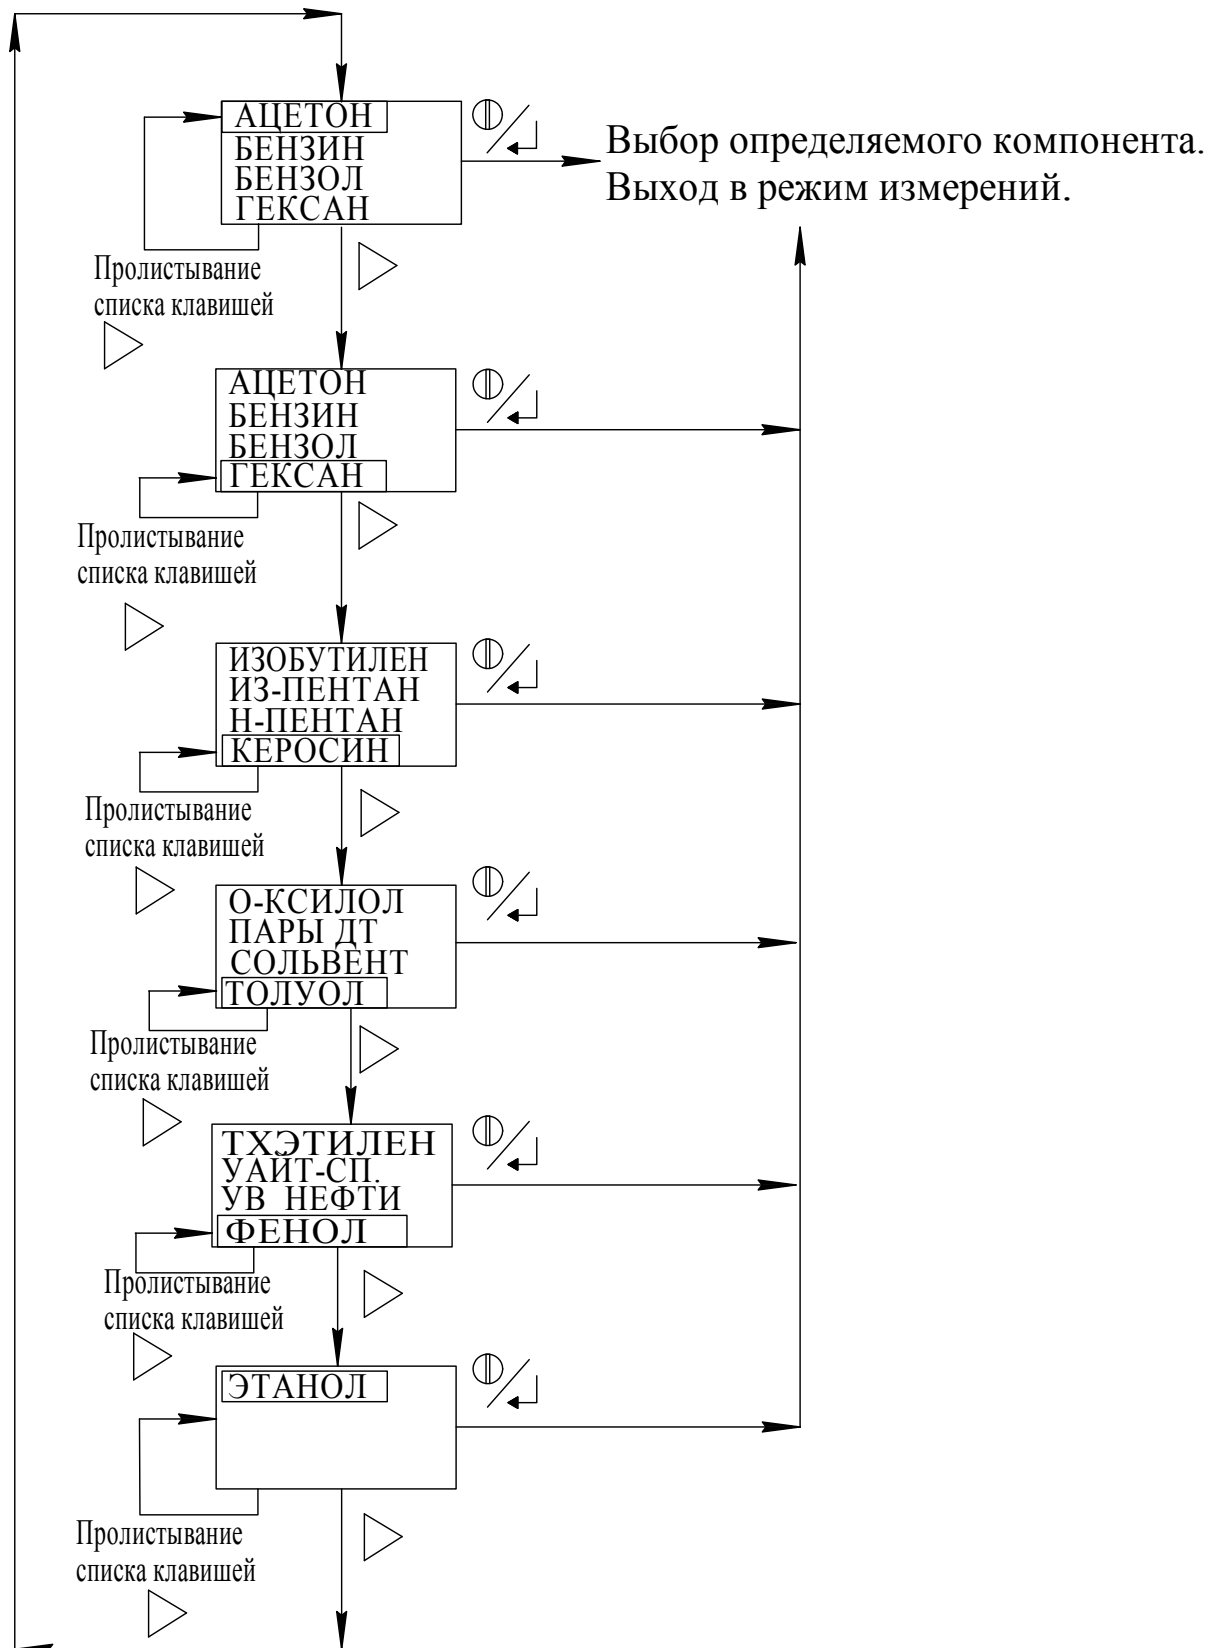 АЦЕТОН
БЕНЗИН
БЕНЗОЛ
ГЕКСАН
Выбор определяемого компонента.
Выход в режим измерений.
Пролистывание
списка клавишей
АЦЕТОН
БЕНЗИН
БЕНЗОЛ
ГЕКСАН
Пролистывание
списка клавишей
ИЗОБУТИЛЕН
ИЗ-ПЕНТАН
Н-ПЕНТАН
КЕРОСИН
Пролистывание
списка клавишей
О-КСИЛОЛ
ПАРЫ ДТ
СОЛЬВЕНТ
ТОЛУОЛ
Пролистывание
списка клавишей
ТХЭТИЛЕН
УАЙТ-СП.
УВ НЕФТИ
ФЕНОЛ
Пролистывание
списка клавишей
ЭТАНОЛ
Пролистывание
списка клавишей